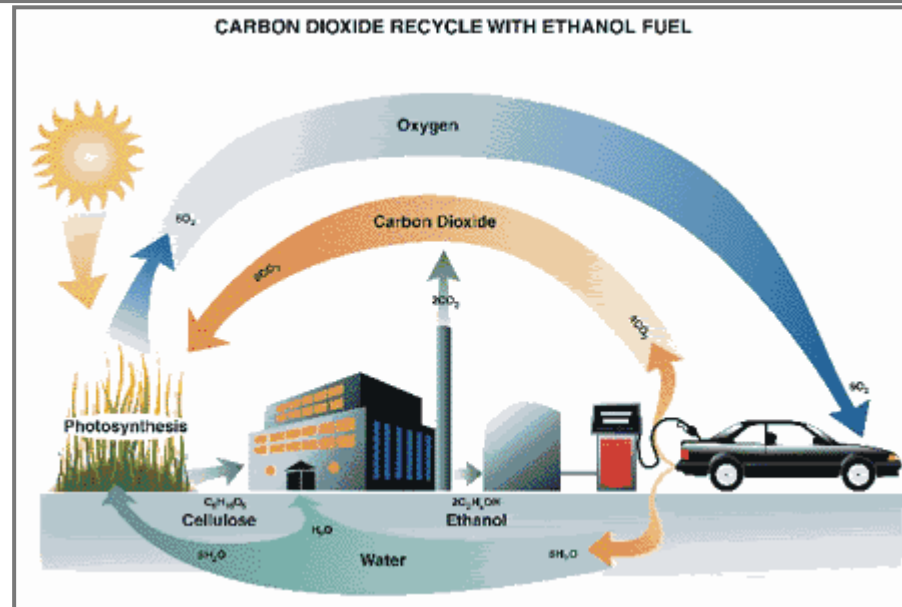 CARBON DIOXIDE RECYCLE WITH ETHANOL FUEL
Oxygen
6O₂
Carbon Dioxide
6CO₂
2CO₂
4CO₂
6O₂
Photosynthesis
C₆H₁₀O₅
Cellulose
2C₂H₅OH
Ethanol
H₂O
5H₂O
Water
6H₂O